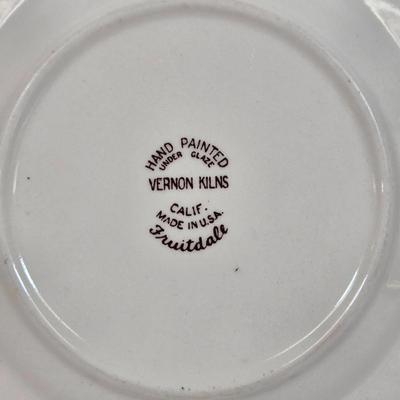 HAND PAINTED
UNDER GLAZE
VERNON KILNS
CALIF.
MADE IN U.S.A.
Fruitdale